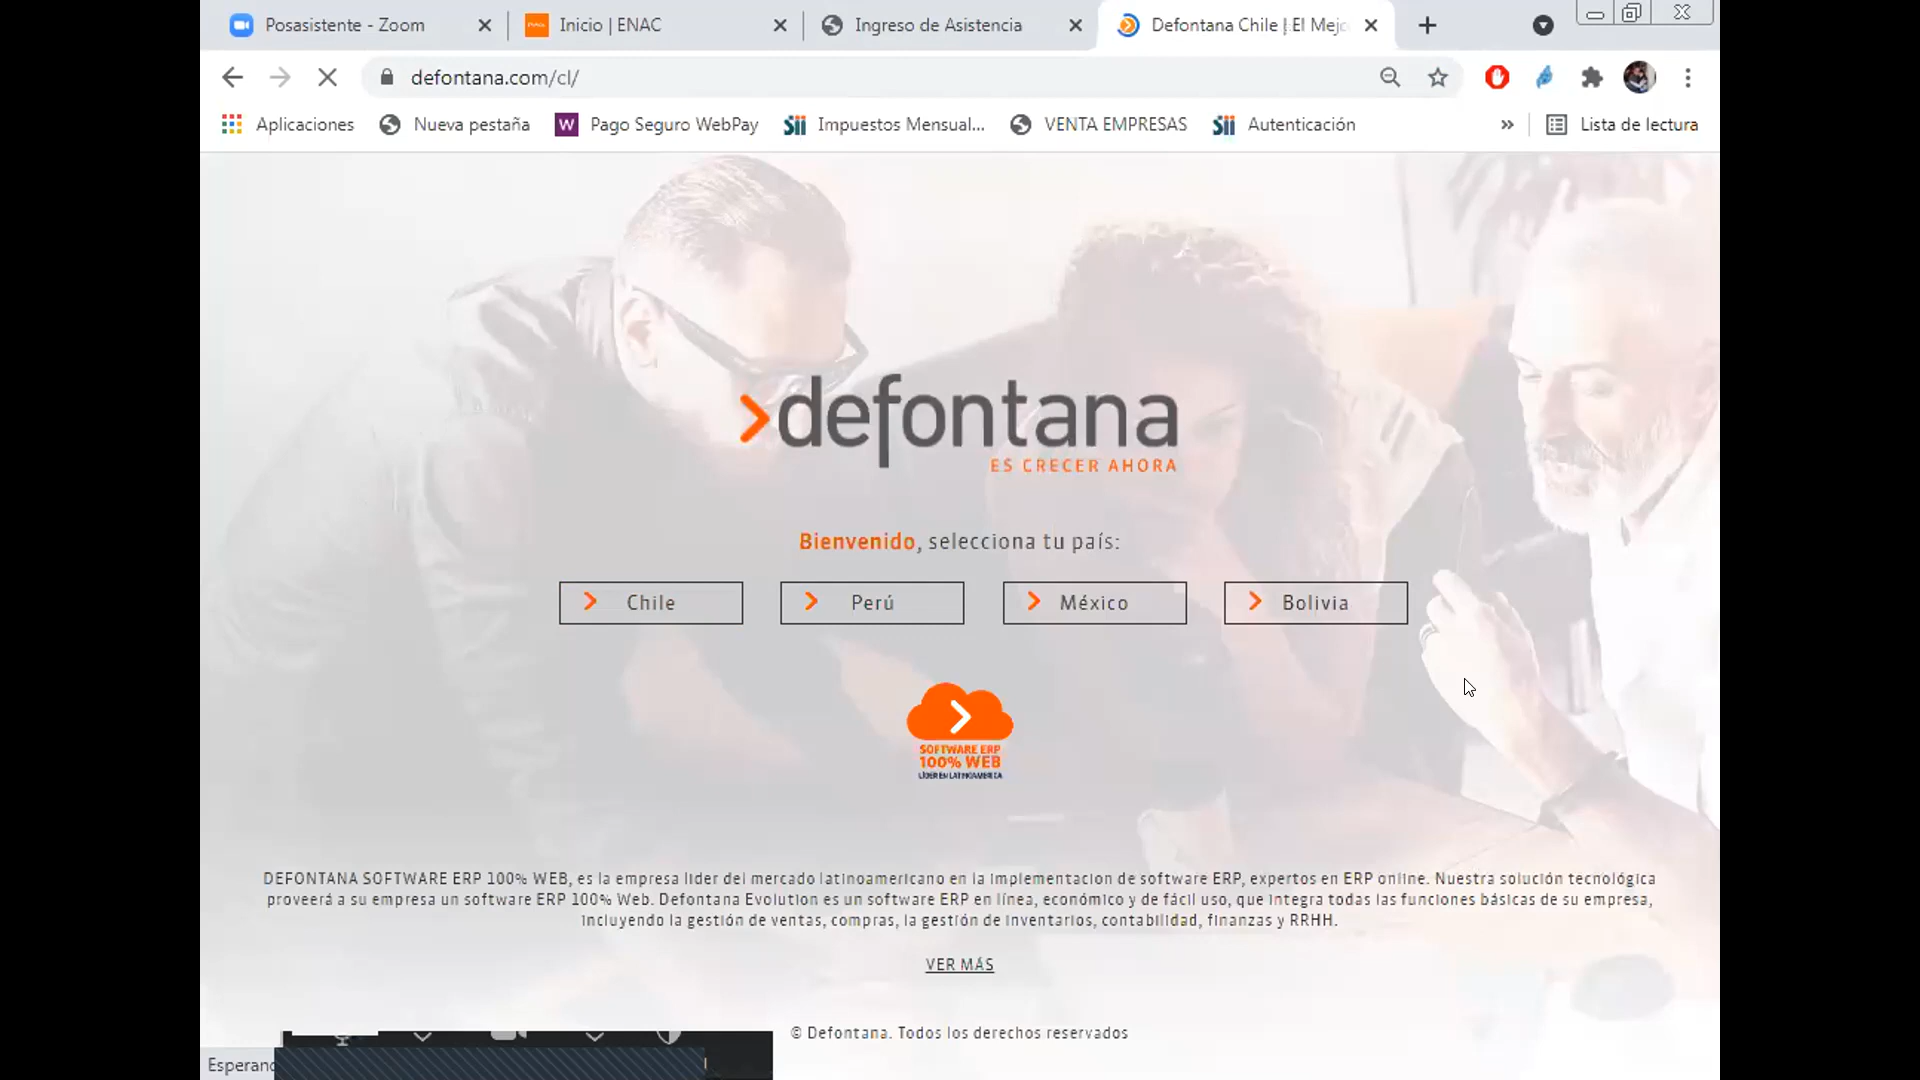 Posasistente - Zoom
Inicio | ENAC
Ingreso de Asistencia
Defontana Chile | El Mejo
defontana.com/cl/
Aplicaciones
Nueva pestaña
W
Pago Seguro WebPay
Sii
Impuestos Mensual...
VENTA EMPRESAS
Sii
Autenticación
»
Lista de lectura
defontana
ES CRECER AHORA
Bienvenido, selecciona tu país:
Chile
Perú
México
Bolivia
SOFTWARE ERP
100% WEB
LÍDER EN LATINOAMERICA
DEFONTANA SOFTWARE ERP 100% WEB, es la empresa lider del mercado latinoamericano en la implementacion de software ERP, expertos en ERP online. Nuestra solución tecnológica
proveerá a su empresa un software ERP 100% Web. Defontana Evolution es un software ERP en línea, económico y de fácil uso, que integra todas las funciones básicas de su empresa,
incluyendo la gestión de ventas, compras, la gestión de inventarios, contabilidad, finanzas y RRHH.
VER MÁS
© Defontana. Todos los derechos reservados
Esperand